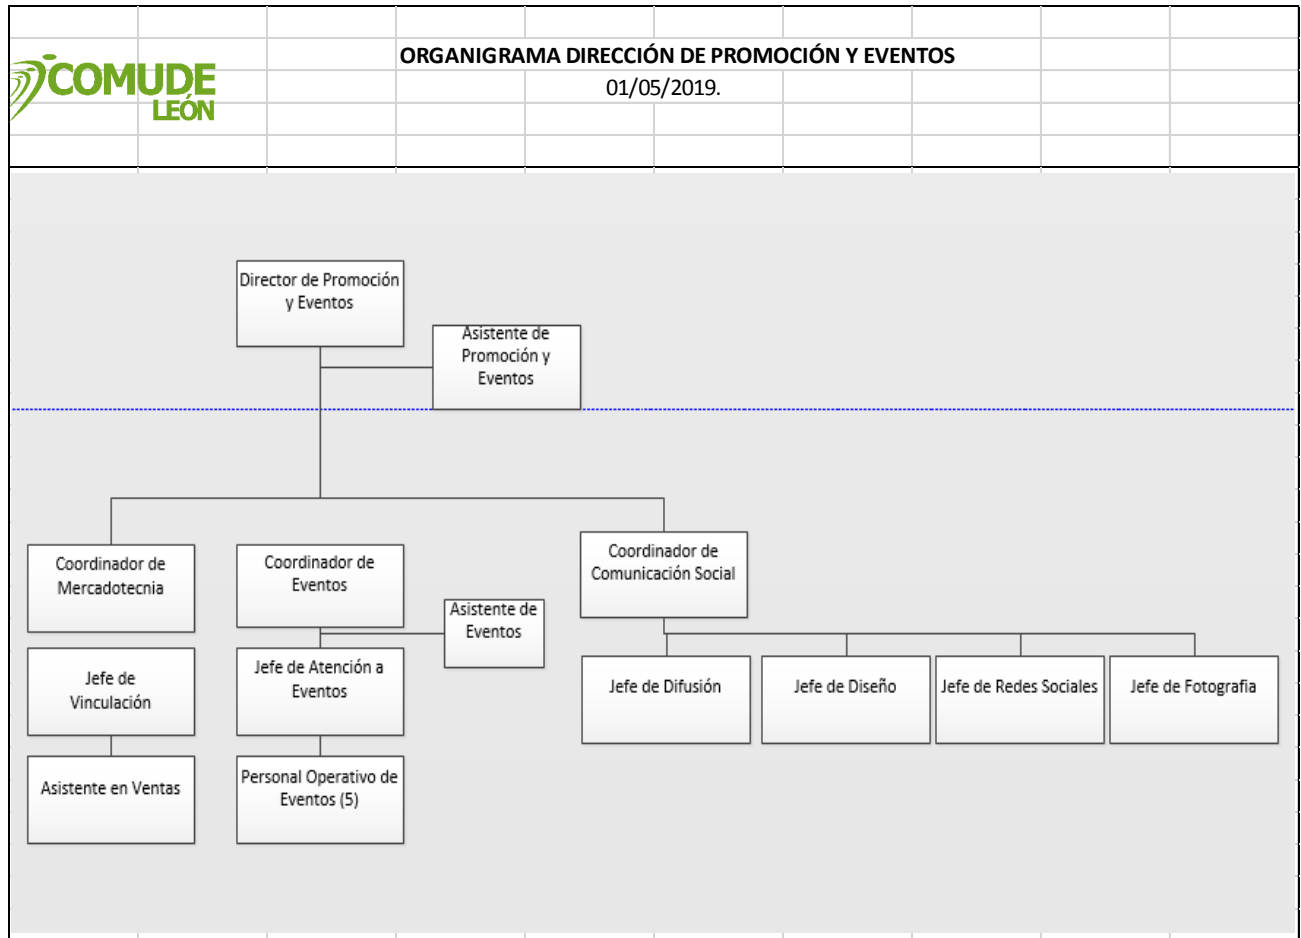 COMUDE
LEÓN
ORGANIGRAMA DIRECCIÓN DE PROMOCIÓN Y EVENTOS
01/05/2019.
Director de Promoción
y Eventos
Asistente de
Promoción y
Eventos
Coordinador de
Mercadotecnia
Coordinador de
Eventos
Coordinador de
Comunicación Social
Asistente de
Eventos
Jefe de
Vinculación
Jefe de Atención a
Eventos
Jefe de Difusión
Jefe de Diseño
Jefe de Redes Sociales
Jefe de Fotografia
Asistente en Ventas
Personal Operativo de
Eventos (5)